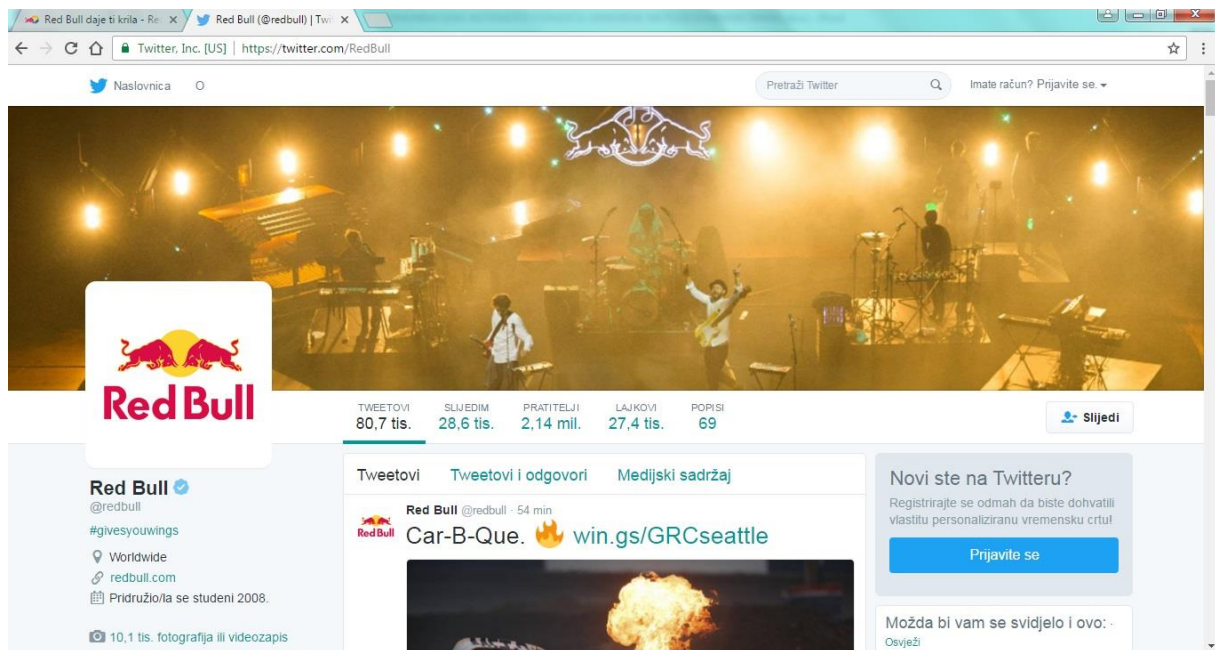 Red Bull daje ti krila - Re
Red Bull (@redbull) | Twi
Twitter, Inc. [US] | https://twitter.com/RedBull
Naslovnica O
Pretraži Twitter
Imate račun? Prijavite se.
Red Bull
TWEETOVI SLIJEDIM PRATITELJI LAJKOVI POPISI
80,7 tis. 28,6 tis. 2,14 mil. 27,4 tis. 69
Slijedi
Red Bull
@redbull
#givesyouwings
Worldwide
redbull.com
Pridružio/la se studeni 2008.
10,1 tis. fotografija ili videozapis
Tweetovi Tweetovi i odgovori Medijski sadržaj
Red Bull
Red Bull @redbull · 54 min
Car-B-Que. 🔥 win.gs/GRCseattle
Novi ste na Twitteru?
Registrirajte se odmah da biste dohvatili
vlastitu personaliziranu vremensku crtu!
Prijavite se
Možda bi vam se svidjelo i ovo: ·
Osvježi